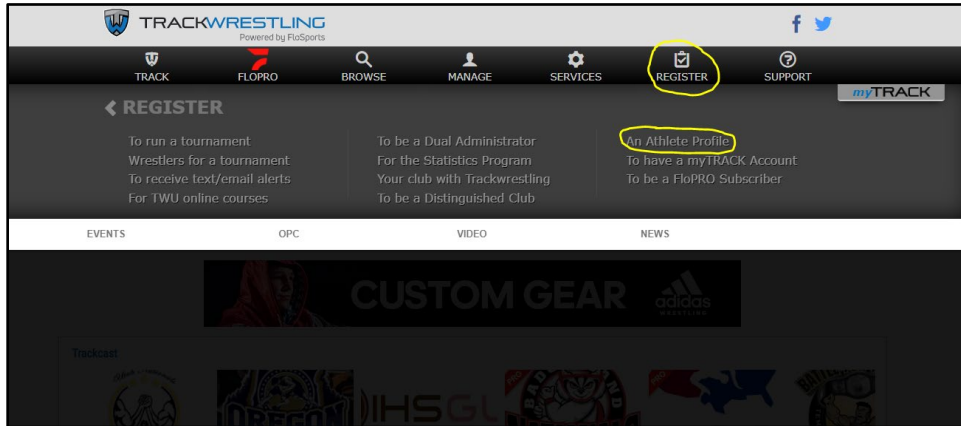 TRACKWRESTLING
Powered by FloSports
TRACK FLOPRO BROWSE MANAGE SERVICES REGISTER SUPPORT
myTRACK
REGISTER
To run a tournament
Wrestlers for a tournament
To receive text/email alerts
For TWU online courses
To be a Dual Administrator
For the Statistics Program
Your club with Trackwrestling
To be a Distinguished Club
An Athlete Profile
To have a myTRACK Account
To be a FloPRO Subscriber
EVENTS OPC VIDEO NEWS
CUSTOM GEAR adidas
WRESTLING
Trackcast
OREGON IHSGL